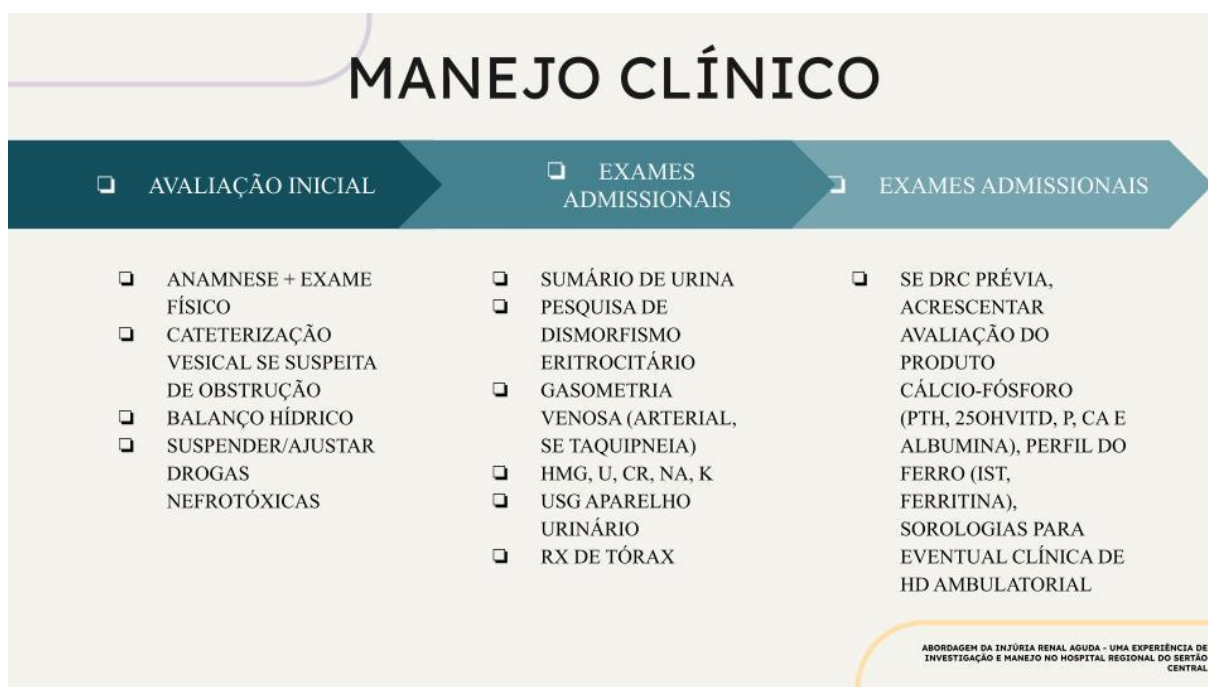 MANEJO CLÍNICO
❏ AVALIAÇÃO INICIAL
❏ EXAMES
ADMISSIONAIS
❏ EXAMES ADMISSIONAIS
❏ ANAMNESE + EXAME
FÍSICO
❏ CATETERIZAÇÃO
VESICAL SE SUSPEITA
DE OBSTRUÇÃO
❏ BALANÇO HÍDRICO
❏ SUSPENDER/AJUSTAR
DROGAS
NEFROTÓXICAS
❏ SUMÁRIO DE URINA
❏ PESQUISA DE
DISMORFISMO
ERITROCITÁRIO
❏ GASOMETRIA
VENOSA (ARTERIAL,
SE TAQUIPNEIA)
❏ HMG, U, CR, NA, K
❏ USG APARELHO
URINÁRIO
❏ RX DE TÓRAX
❏ SE DRC PRÉVIA,
ACRESCENTAR
AVALIAÇÃO DO
PRODUTO
CÁLCIO-FÓSFORO
(PTH, 25OHVITD, P, CA E
ALBUMINA), PERFIL DO
FERRO (IST,
FERRITINA),
SOROLOGIAS PARA
EVENTUAL CLÍNICA DE
HD AMBULATORIAL
ABORDAGEM DA INJÚRIA RENAL AGUDA - UMA EXPERIÊNCIA DE
INVESTIGAÇÃO E MANEJO NO HOSPITAL REGIONAL DO SERTÃO
CENTRAL